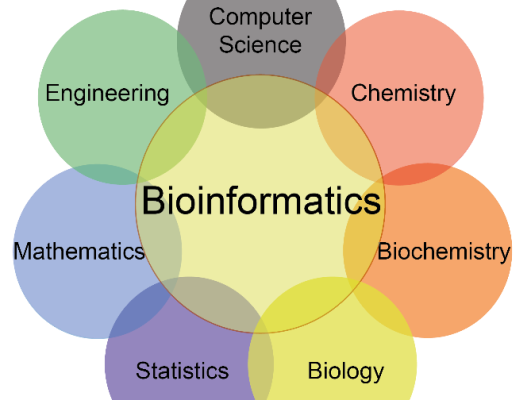 Computer
Science
Engineering
Chemistry
Bioinformatics
Mathematics
Biochemistry
Statistics
Biology